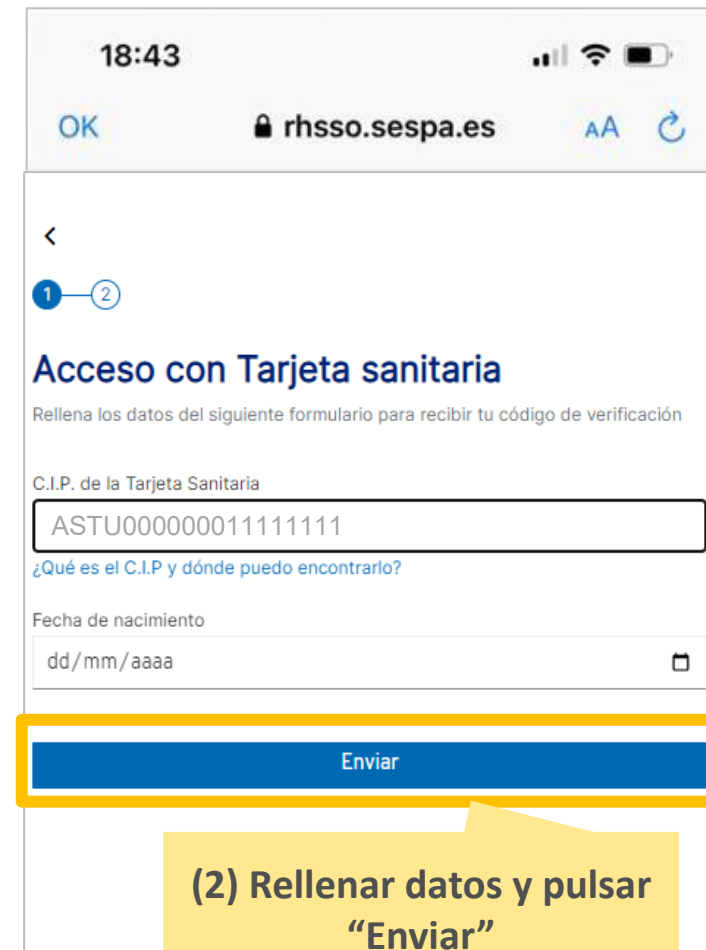 18:43
OK rhsso.sespa.es AA
1 2
Acceso con Tarjeta sanitaria
Rellena los datos del siguiente formulario para recibir tu código de verificación
C.I.P. de la Tarjeta Sanitaria
ASTU000000011111111
¿Qué es el C.I.P y dónde puedo encontrarlo?
Fecha de nacimiento
dd/mm/aaaa
Enviar
(2) Rellenar datos y pulsar
“Enviar”